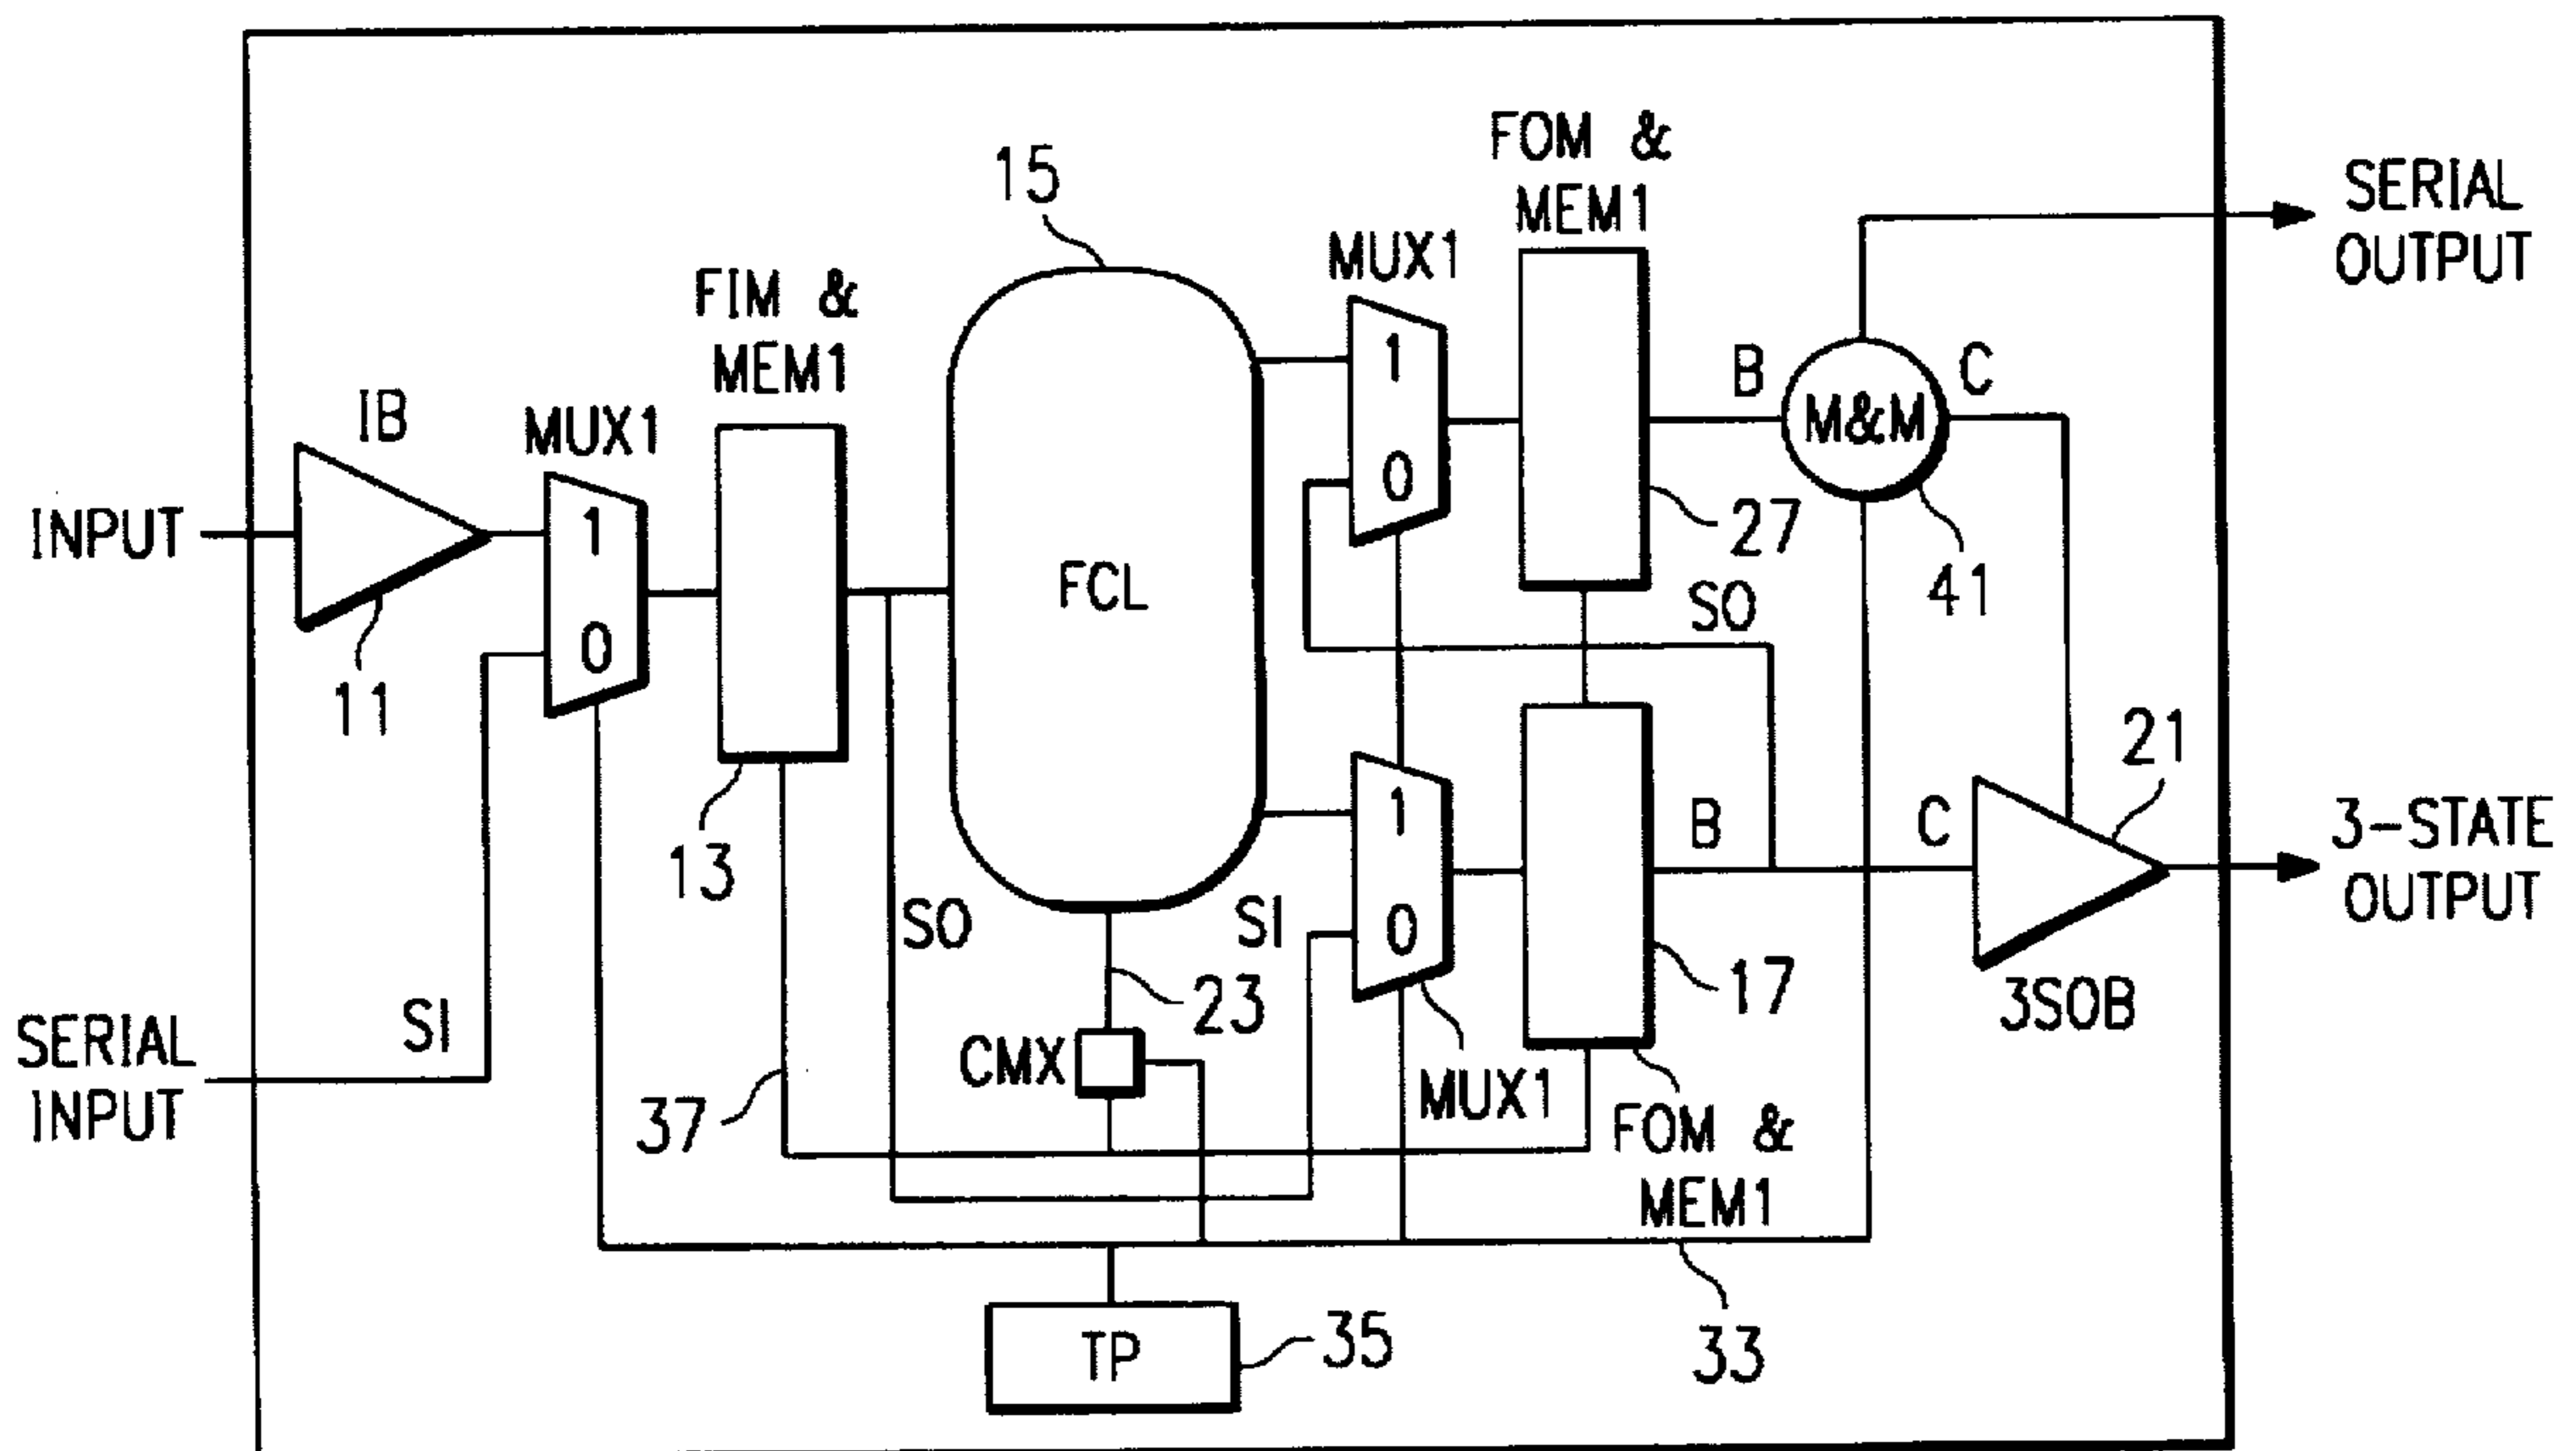 SERIAL
OUTPUT
FOM &
MEM1
15
MUX1
FIM &
MEM1
1
0
B
M&M
C
IB
MUX1
27
41
INPUT
1
0
FCL
SO
11
21
13
1
0
B
C
3-STATE
OUTPUT
SO
SI
23
17
3SOB
SERIAL
INPUT
SI
CMX
37
MUX1
FOM &
MEM1
33
TP
35